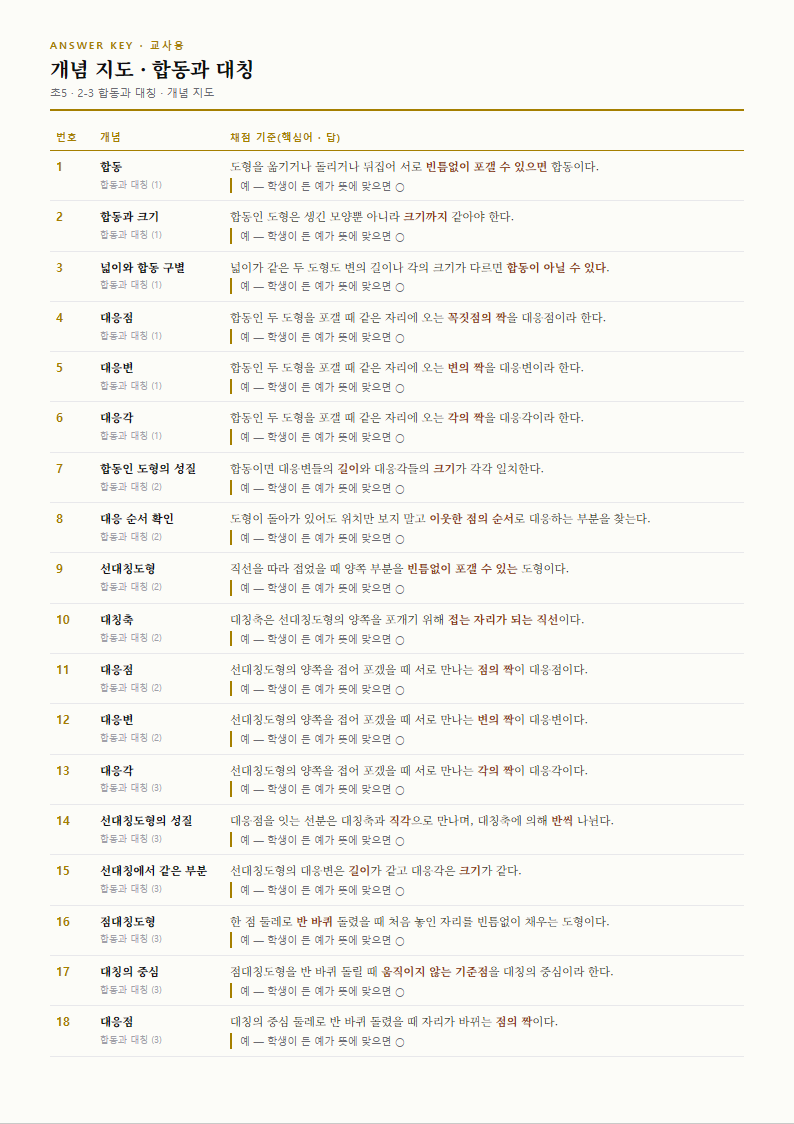 ANSWER KEY · 교사용
개념 지도 · 합동과 대칭
초5 · 2-3 합동과 대칭 · 개념 지도
번호 개념 채점 기준(핵심어 · 답)
1 합동 도형을 옮기거나 돌리거나 뒤집어 서로 빈틈없이 포갤 수 있으면 합동이다.
합동과 대칭 (1) 예 — 학생이 든 예가 뜻에 맞으면 ○
2 합동과 크기 합동인 도형은 생긴 모양뿐 아니라 크기까지 같아야 한다.
합동과 대칭 (1) 예 — 학생이 든 예가 뜻에 맞으면 ○
3 넓이와 합동 구별 넓이가 같은 두 도형도 변의 길이나 각의 크기가 다르면 합동이 아닐 수 있다.
합동과 대칭 (1) 예 — 학생이 든 예가 뜻에 맞으면 ○
4 대응점 합동인 두 도형을 포갤 때 같은 자리에 오는 꼭짓점의 짝을 대응점이라 한다.
합동과 대칭 (1) 예 — 학생이 든 예가 뜻에 맞으면 ○
5 대응변 합동인 두 도형을 포갤 때 같은 자리에 오는 변의 짝을 대응변이라 한다.
합동과 대칭 (1) 예 — 학생이 든 예가 뜻에 맞으면 ○
6 대응각 합동인 두 도형을 포갤 때 같은 자리에 오는 각의 짝을 대응각이라 한다.
합동과 대칭 (1) 예 — 학생이 든 예가 뜻에 맞으면 ○
7 합동인 도형의 성질 합동이면 대응변들의 길이와 대응각들의 크기가 각각 일치한다.
합동과 대칭 (2) 예 — 학생이 든 예가 뜻에 맞으면 ○
8 대응 순서 확인 도형이 돌아가 있어도 위치만 보지 말고 이웃한 점의 순서로 대응하는 부분을 찾는다.
합동과 대칭 (2) 예 — 학생이 든 예가 뜻에 맞으면 ○
9 선대칭도형 직선을 따라 접었을 때 양쪽 부분을 빈틈없이 포갤 수 있는 도형이다.
합동과 대칭 (2) 예 — 학생이 든 예가 뜻에 맞으면 ○
10 대칭축 대칭축은 선대칭도형의 양쪽을 포개기 위해 접는 자리가 되는 직선이다.
합동과 대칭 (2) 예 — 학생이 든 예가 뜻에 맞으면 ○
11 대응점 선대칭도형의 양쪽을 접어 포갰을 때 서로 만나는 점의 짝이 대응점이다.
합동과 대칭 (2) 예 — 학생이 든 예가 뜻에 맞으면 ○
12 대응변 선대칭도형의 양쪽을 접어 포갰을 때 서로 만나는 변의 짝이 대응변이다.
합동과 대칭 (2) 예 — 학생이 든 예가 뜻에 맞으면 ○
13 대응각 선대칭도형의 양쪽을 접어 포갰을 때 서로 만나는 각의 짝이 대응각이다.
합동과 대칭 (3) 예 — 학생이 든 예가 뜻에 맞으면 ○
14 선대칭도형의 성질 대응점을 잇는 선분은 대칭축과 직각으로 만나며, 대칭축에 의해 반씩 나뉜다.
합동과 대칭 (3) 예 — 학생이 든 예가 뜻에 맞으면 ○
15 선대칭에서 같은 부분 선대칭도형의 대응변은 길이가 같고 대응각은 크기가 같다.
합동과 대칭 (3) 예 — 학생이 든 예가 뜻에 맞으면 ○
16 점대칭도형 한 점 둘레로 반 바퀴 돌렸을 때 처음 놓인 자리를 빈틈없이 채우는 도형이다.
합동과 대칭 (3) 예 — 학생이 든 예가 뜻에 맞으면 ○
17 대칭의 중심 점대칭도형을 반 바퀴 돌릴 때 움직이지 않는 기준점을 대칭의 중심이라 한다.
합동과 대칭 (3) 예 — 학생이 든 예가 뜻에 맞으면 ○
18 대응점 대칭의 중심 둘레로 반 바퀴 돌렸을 때 자리가 바뀌는 점의 짝이다.
합동과 대칭 (3) 예 — 학생이 든 예가 뜻에 맞으면 ○